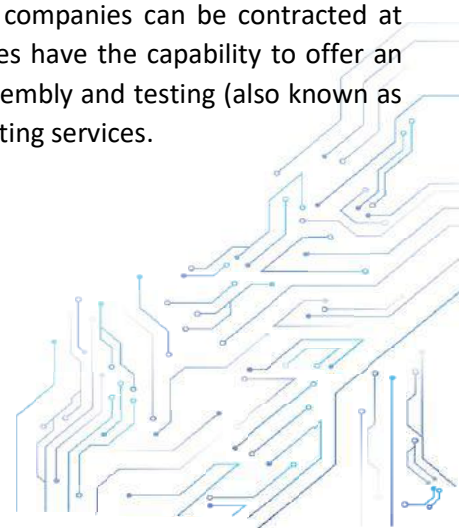 companies can be contracted at
es have the capability to offer an
embly and testing (also known as
ting services.